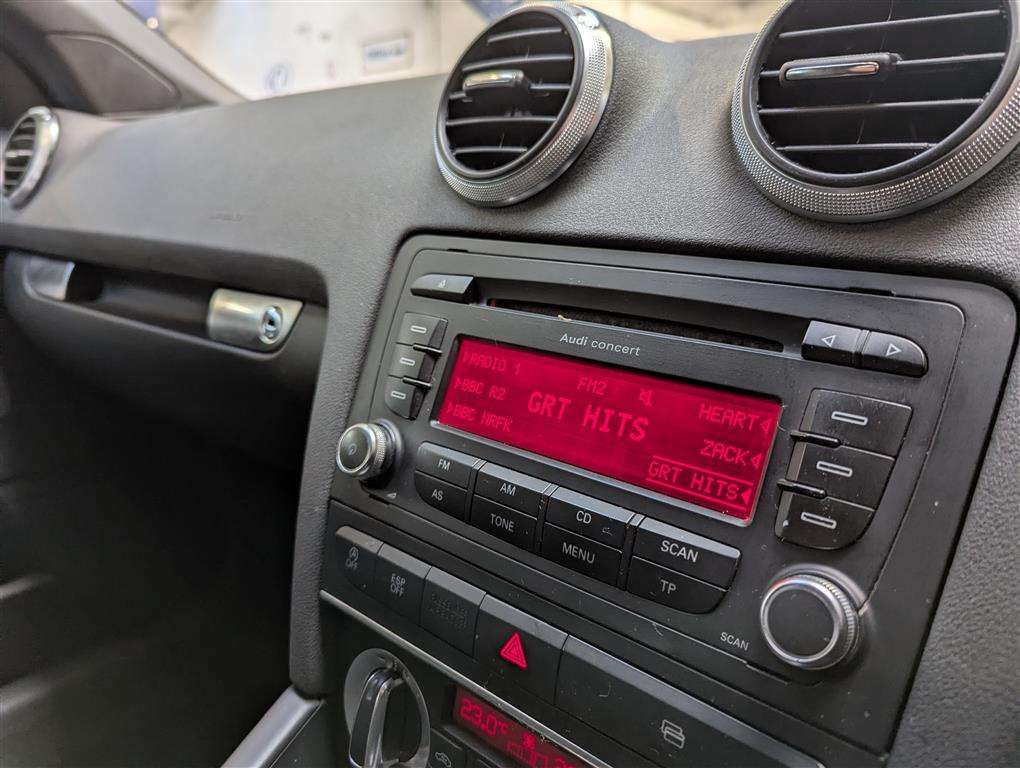 Audi concert
RADIO 1
FM2
HEART
BBC R2
GRT HITS
ZACK
BBC NRFK
GRT HITS
FM
AM
CD
SCAN
AS
TONE
MENU
TP
SCAN
A OFF
ESP OFF
23.0°C